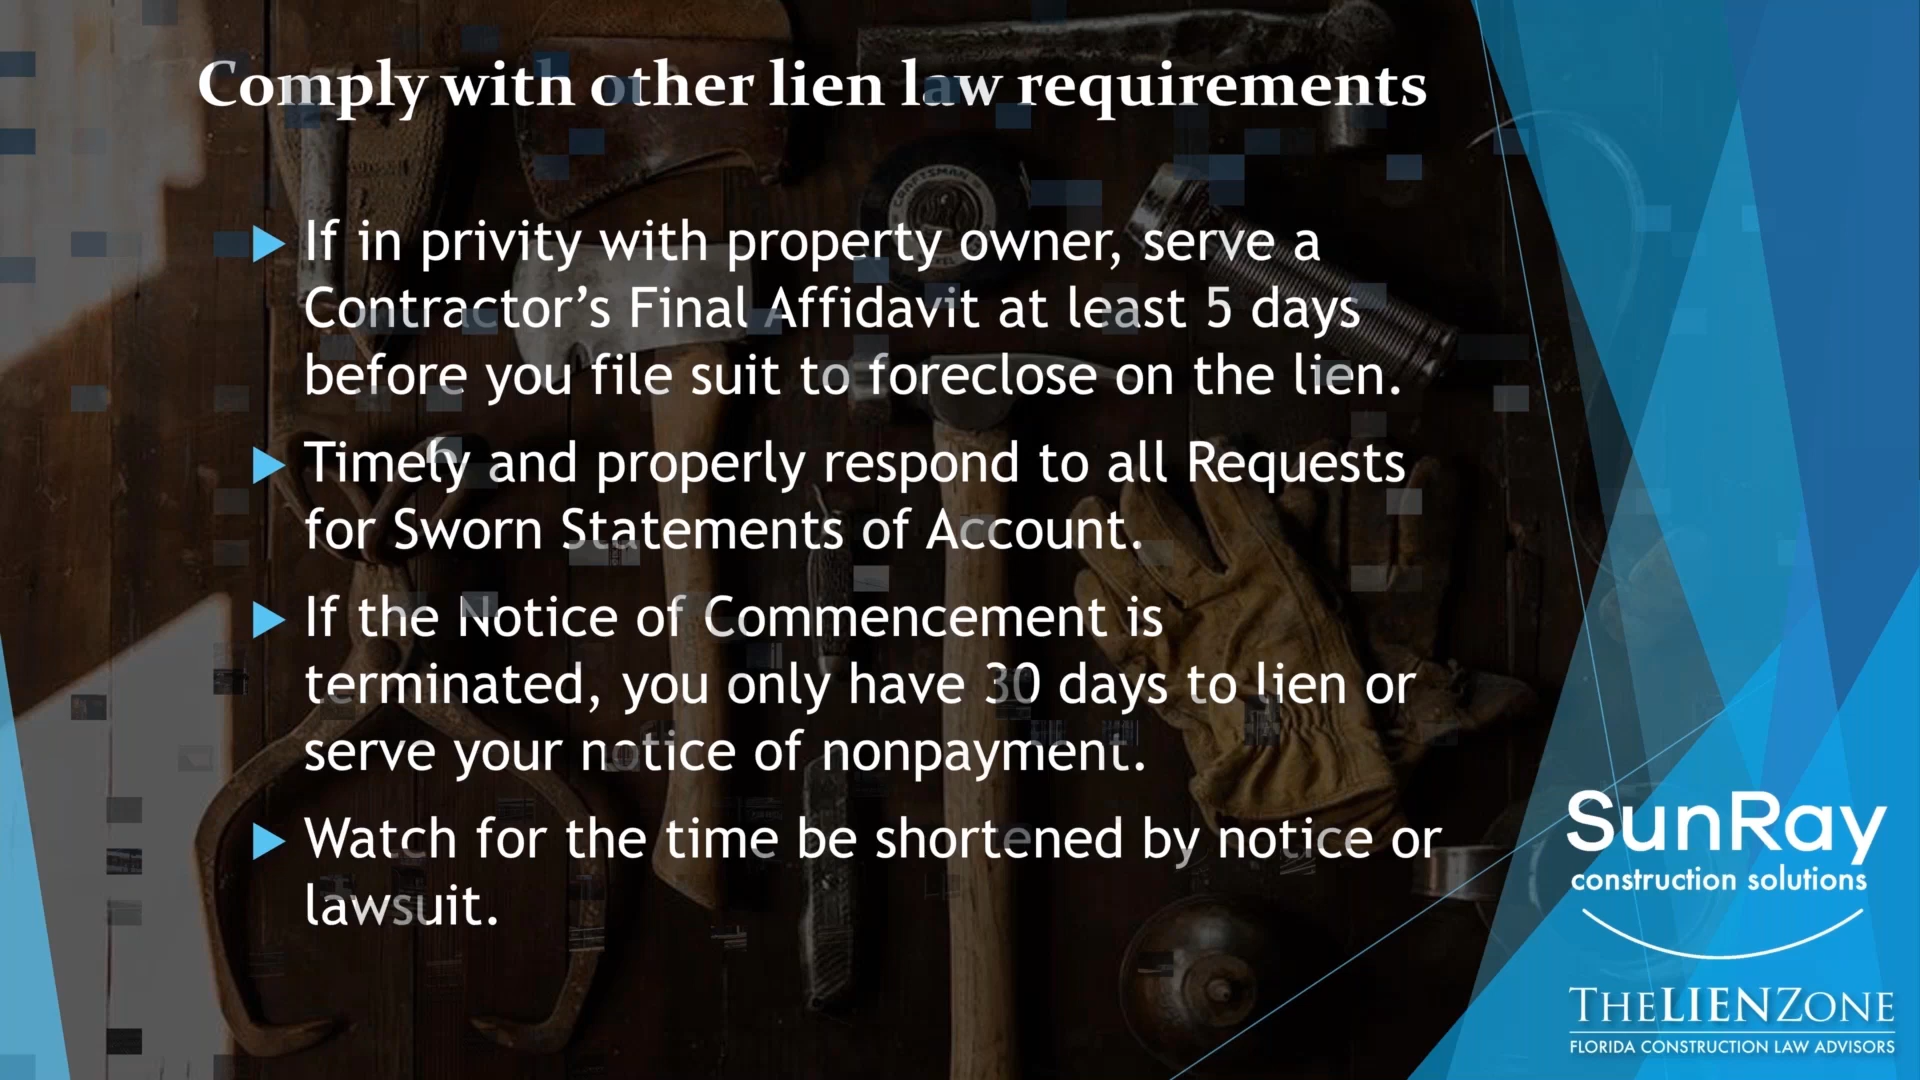 Comply with other lien law requirements
If in privity with property owner, serve a
Contractor’s Final Affidavit at least 5 days
before you file suit to foreclose on the lien.
Timely and properly respond to all Requests
for Sworn Statements of Account.
If the Notice of Commencement is
terminated, you only have 30 days to lien or
serve your notice of nonpayment.
Watch for the time be shortened by notice or
lawsuit.
CRAFTSMAN
SunRay
construction solutions
THELIENZONE
FLORIDA CONSTRUCTION LAW ADVISORS